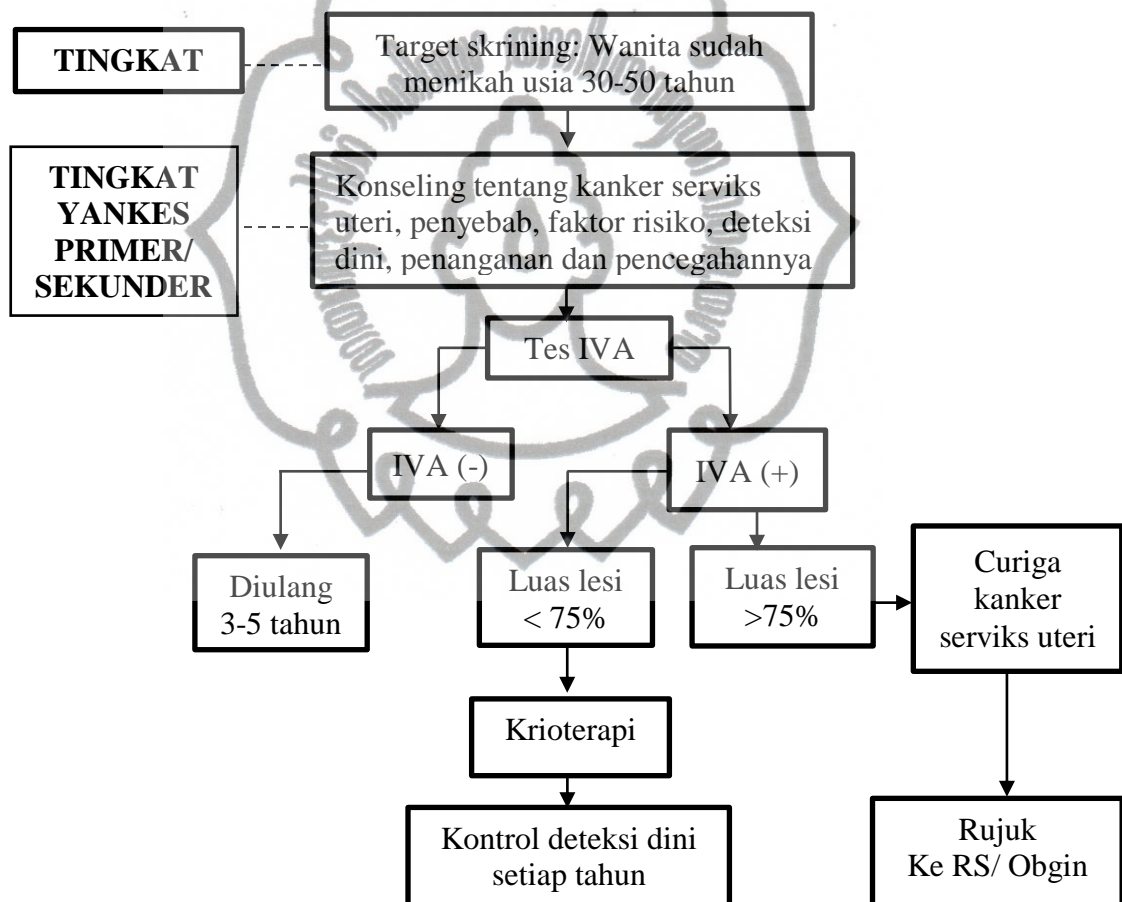 TINGKAT
Target skrining: Wanita sudah
menikah usia 30-50 tahun
TINGKAT
YANKES
PRIMER/
SEKUNDER
Konseling tentang kanker serviks
uteri, penyebab, faktor risiko, deteksi
dini, penanganan dan pencegahannya
Tes IVA
IVA (-)
IVA (+)
Diulang
3-5 tahun
Luas lesi
< 75%
Luas lesi
>75%
Curiga
kanker
serviks uteri
Krioterapi
Kontrol deteksi dini
setiap tahun
Rujuk
Ke RS/ Obgin